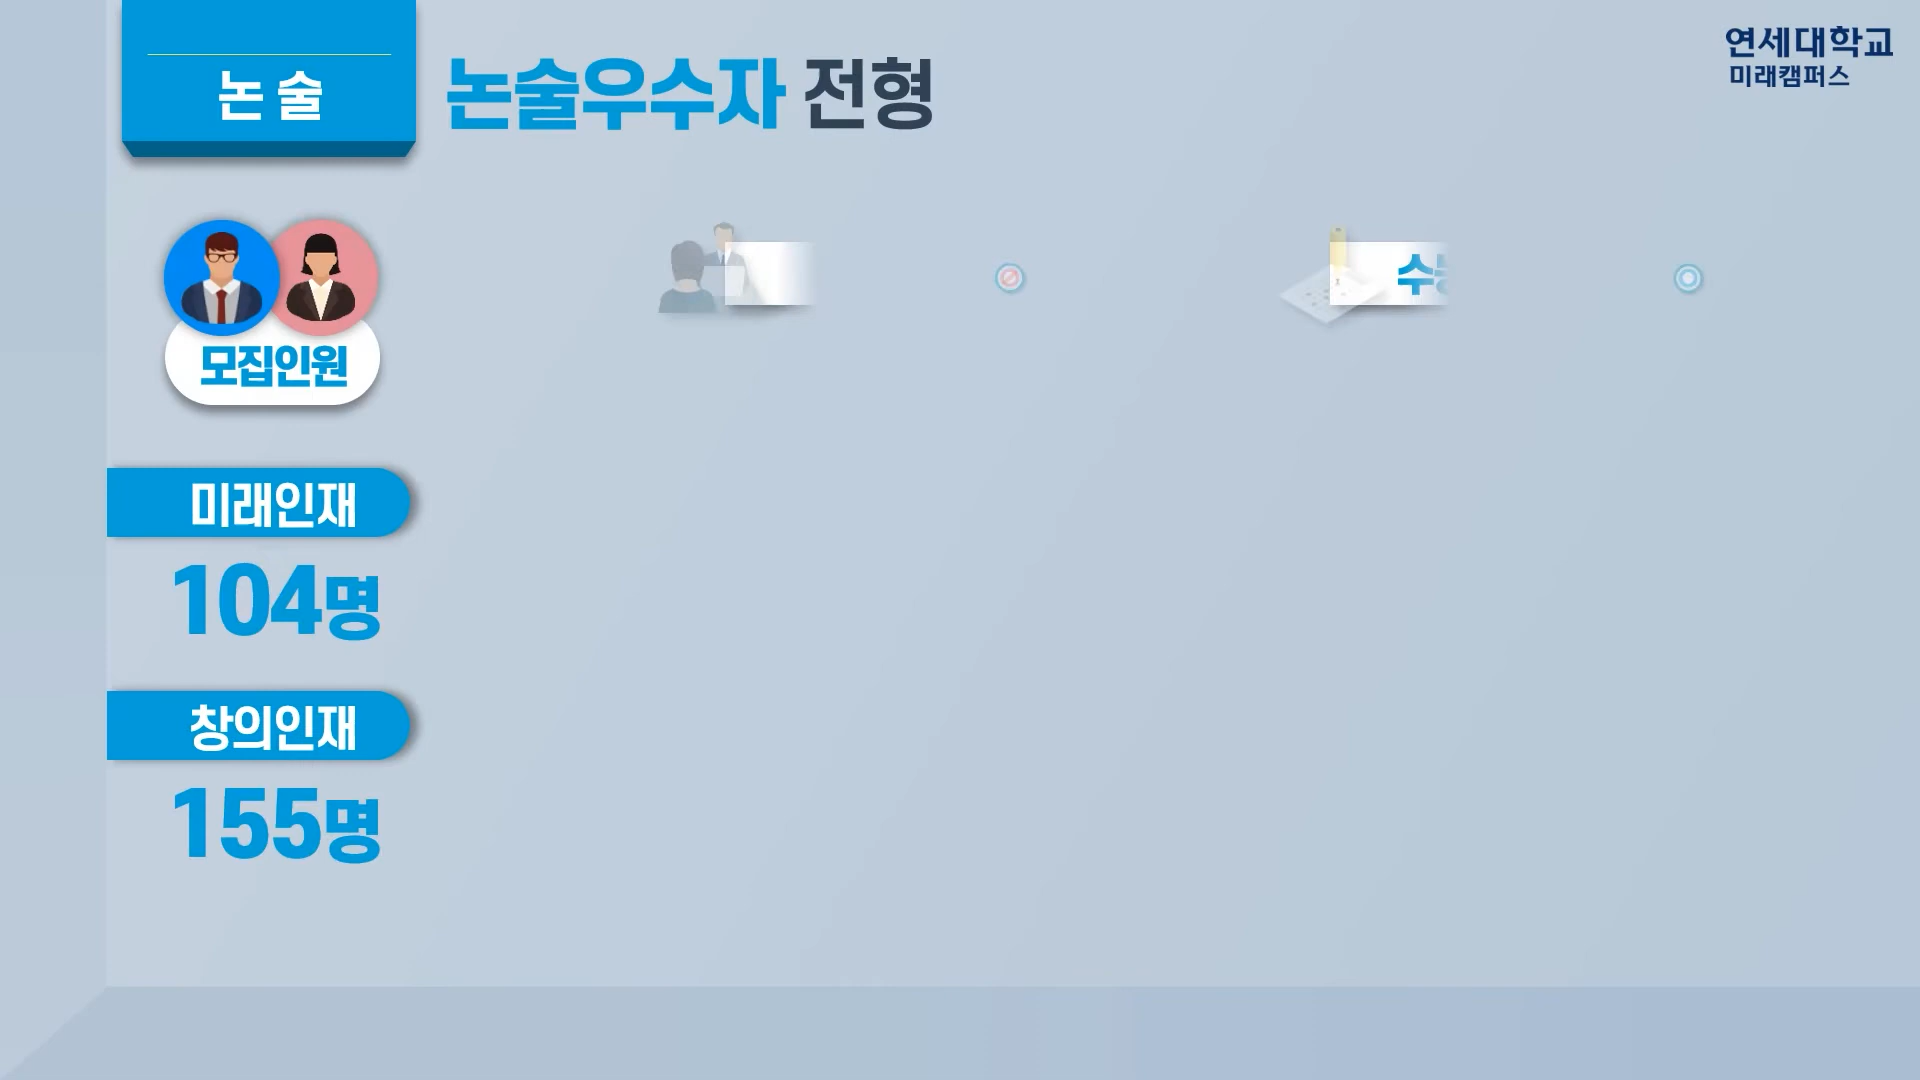 논술
논술우수자 전형
연세대학교
미래캠퍼스
모집인원
미래인재
104명
창의인재
155명